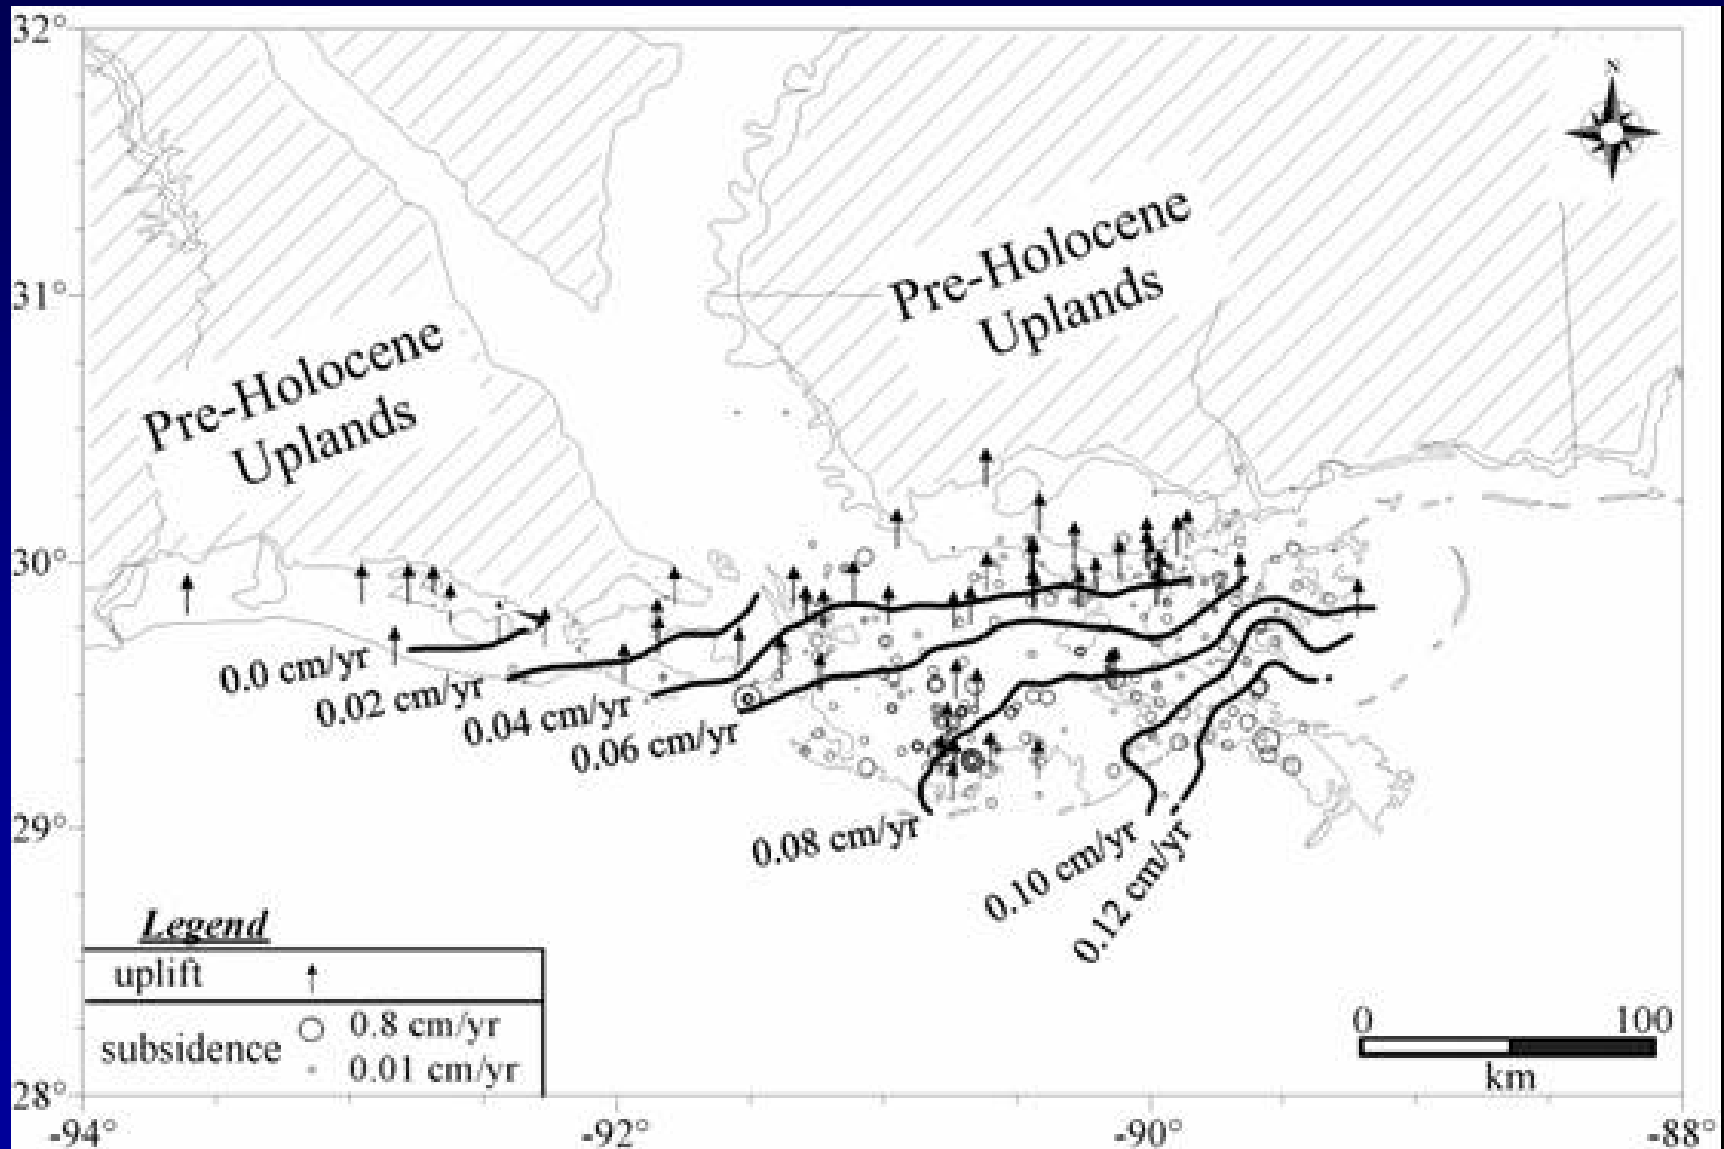 32°
N
Pre-Holocene
Uplands
31°
Pre-Holocene
Uplands
30°
0.0 cm/yr
0.02 cm/yr
0.04 cm/yr
0.06 cm/yr
0.08 cm/yr
0.10 cm/yr
0.12 cm/yr
29°
Legend
uplift
subsidence
0.8 cm/yr
0.01 cm/yr
0 100
km
28°
-94° -92° -90° -88°